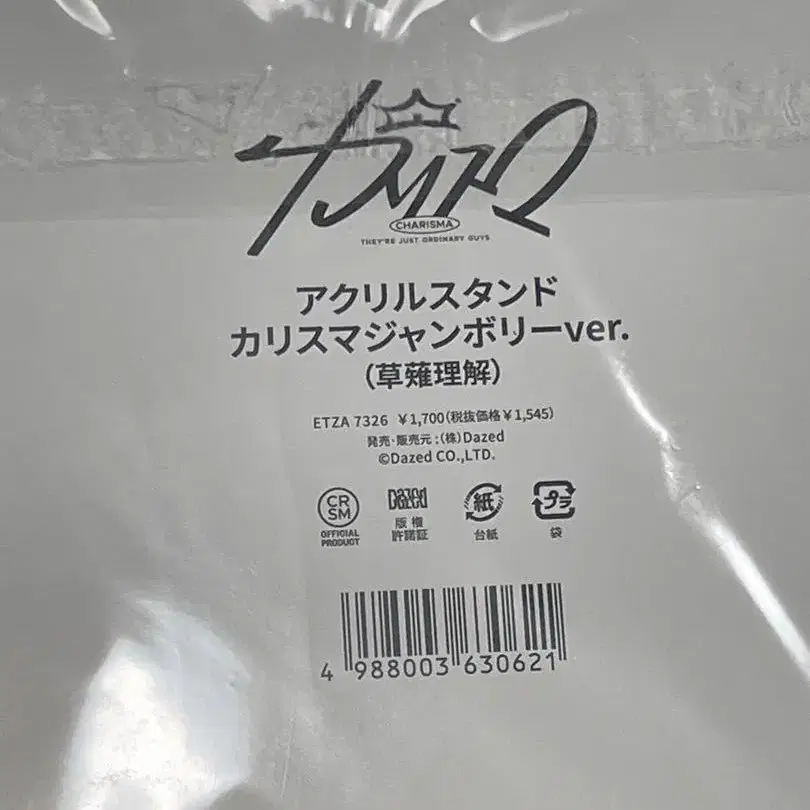 カリスマ
CHARISMA
THEY'RE JUST ORDINARY GUYS
アクリルスタンド
カリスマジャンボリーver.
(草薙理解)
ETZA 7326 ¥1,700(税抜価格¥1,545)
発売・販売元:(株)Dazed
©Dazed CO.,LTD.
CR
SM
OFFICIAL
PRODUCT
Dazed
版権
許諾証
紙
台紙
プラ
袋
4 988003 630621